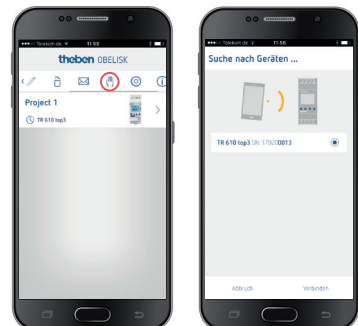 Telekom.de 11:55
theben OBELISK
Project 1
TR 610 top3
Telekom.de 11:56
Suche nach Geräten ...
TR 610 top3 SN: 170200013
Abbruch
Verbinden